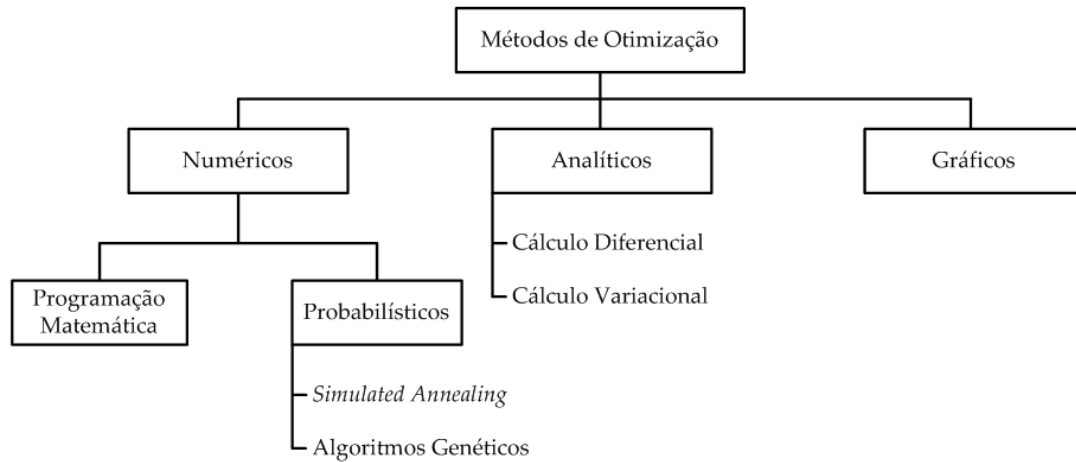 Métodos de Otimização
Numéricos
Analíticos
Gráficos
Cálculo Diferencial
Cálculo Variacional
Programação
Matemática
Probabilísticos
Simulated Annealing
Algoritmos Genéticos